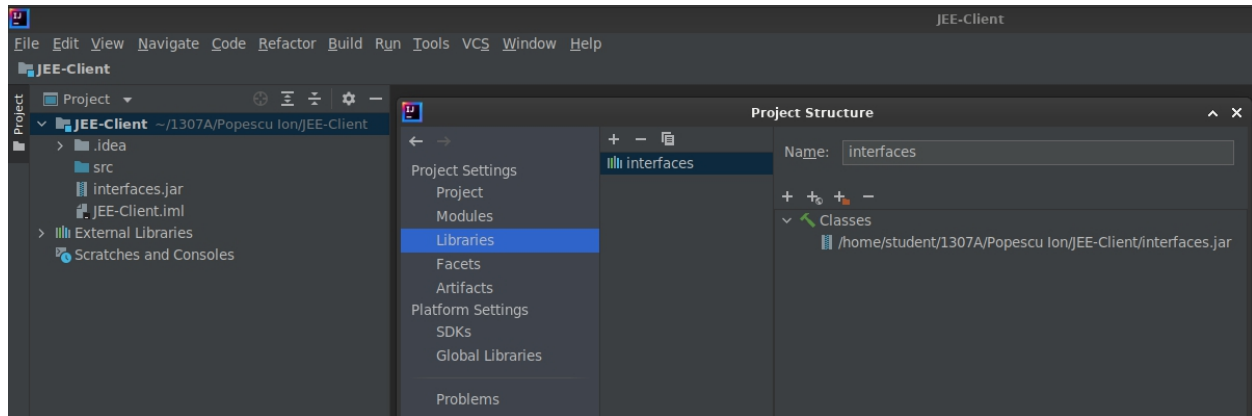 JEE-Client
File Edit View Navigate Code Refactor Build Run Tools VCS Window Help
JEE-Client
Project
Project
JEE-Client ~/1307A/Popescu Ion/JEE-Client
.idea
src
interfaces.jar
JEE-Client.iml
External Libraries
Scratches and Consoles
Project Structure
Project Settings
Project
Modules
Libraries
Facets
Artifacts
Platform Settings
SDKs
Global Libraries
Problems
interfaces
Name: interfaces
Classes
/home/student/1307A/Popescu Ion/JEE-Client/interfaces.jar